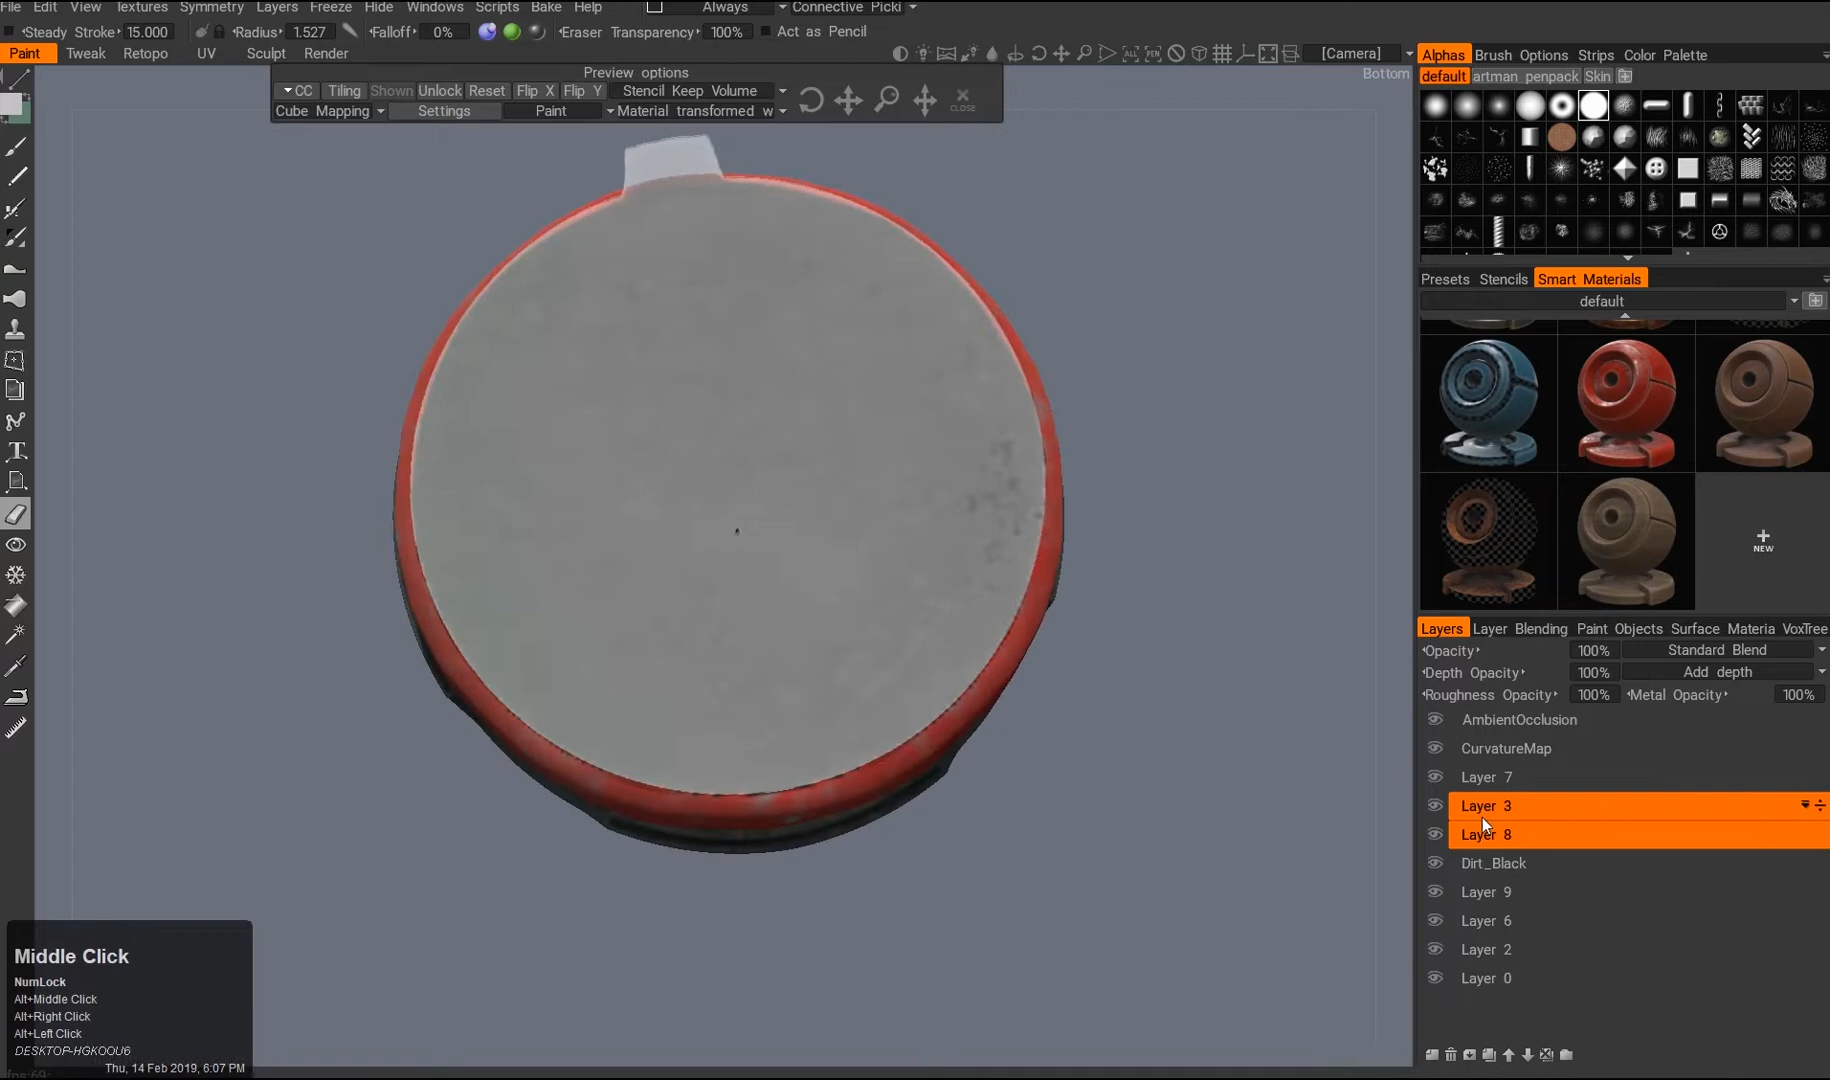 File Edit View Textures Symmetry Layers Freeze Hide Windows Scripts Bake Help Always Connective Picki
Steady Stroke 15.000 Radius 1.527 Falloff 0% Eraser Transparency 100% Act as Pencil
Paint Tweak Retopo UV Sculpt Render
[Camera]
Bottom
Preview options
CC Tiling Shown Unlock Reset Flip X Flip Y Stencil Keep Volume
Cube Mapping Settings Paint Material transformed w
CLOSE
Alphas Brush Options Strips Color Palette
default artman penpack Skin
Presets Stencils Smart Materials
default
NEW
Layers Layer Blending Paint Objects Surface Materia VoxTree
Opacity 100% Standard Blend
Depth Opacity 100% Add depth
Roughness Opacity 100% Metal Opacity 100%
AmbientOcclusion
CurvatureMap
Layer 7
Layer 3
Layer 8
Dirt_Black
Layer 9
Layer 6
Layer 2
Layer 0
Middle Click
NumLock
Alt+Middle Click
Alt+Right Click
Alt+Left Click
DESKTOP-HGKOOU6
Thu, 14 Feb 2019, 6:07 PM